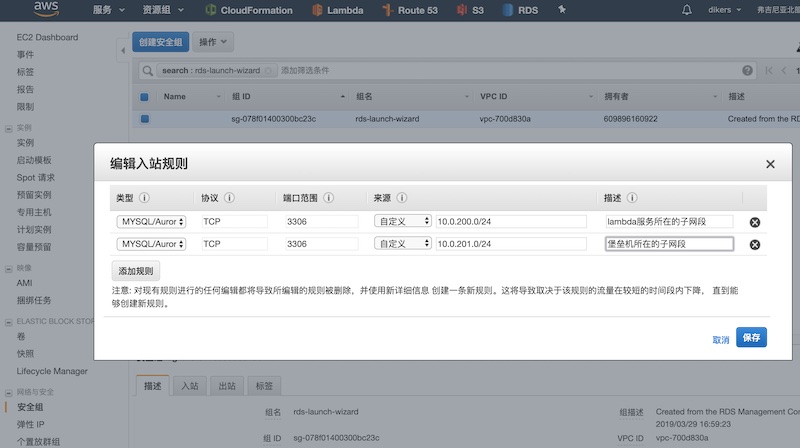 aws 服务 资源组 CloudFormation Lambda Route 53 S3 RDS dikers 弗吉尼亚北部
EC2 Dashboard
事件
标签
报告
限制
实例
实例
启动模板
Spot 请求
预留实例
专用主机
计划实例
容量预留
映像
AMI
捆绑任务
ELASTIC BLOCK STOR
卷
快照
Lifecycle Manager
网络与安全
安全组
弹性 IP
个置放群组
创建安全组 操作
search : rds-launch-wizard 添加筛选条件
Name 组 ID 组名 VPC ID 拥有者 描述
sg-078f01400300bc23c rds-launch-wizard vpc-700d830a 609896160922 Created from the RDS
编辑入站规则
类型 协议 端口范围 来源 描述
MYSQL/Auror TCP 3306 自定义 10.0.200.0/24 lambda服务所在的子网段
MYSQL/Auror TCP 3306 自定义 10.0.201.0/24 堡垒机所在的子网段
添加规则
注意: 对现有规则进行的任何编辑都将导致所编辑的规则被删除，并使用新详细信息 创建一条新规则。这将导致取决于该规则的流量在较短的时间段内下降， 直到能
够创建新规则。
取消 保存
描述 入站 出站 标签
组名 rds-launch-wizard 组描述 Created from the RDS Management Con
2019/03/29 16:59:23
组 ID sg-078f01400300bc23c VPC ID vpc-700d830a